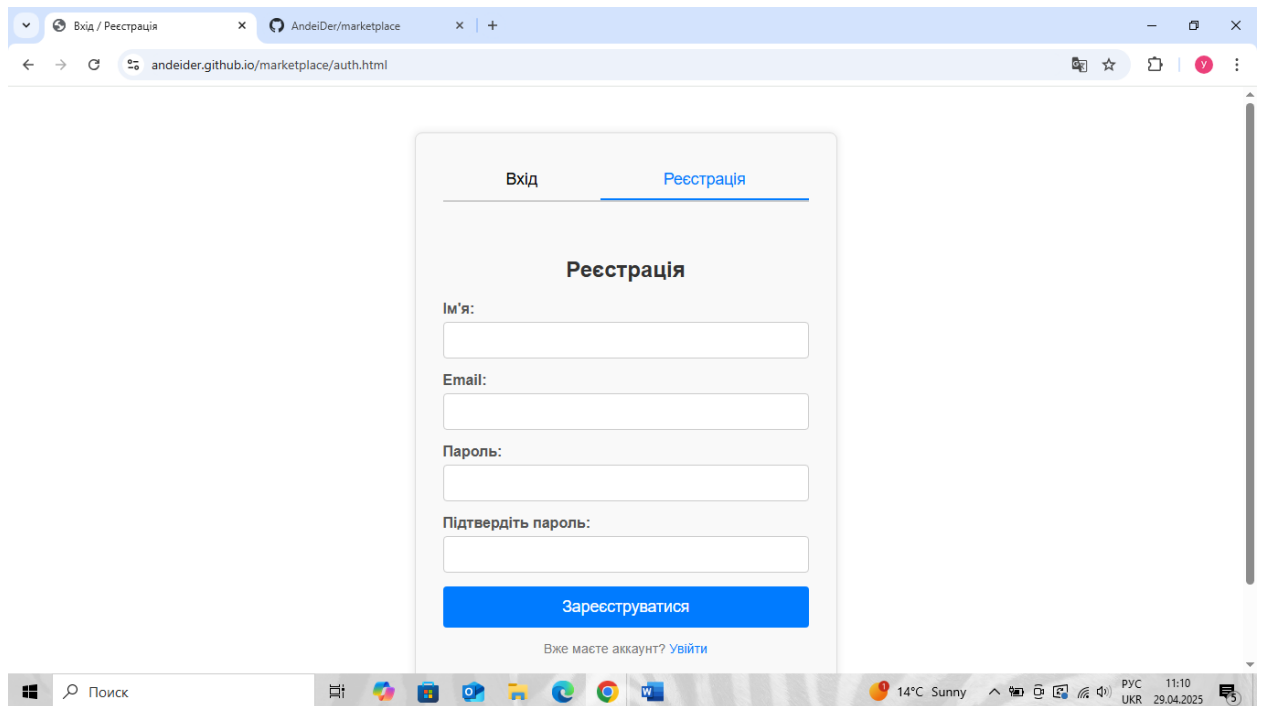 Вхід / Реєстрація
AndeiDer/marketplace
andeider.github.io/marketplace/auth.html
У
Вхід
Реєстрація
Реєстрація
Ім'я:
Email:
Пароль:
Підтвердіть пароль:
Зареєструватися
Вже маєте аккаунт? Увійти
Поиск
14°C Sunny
РУС
UKR
11:10
29.04.2025
5